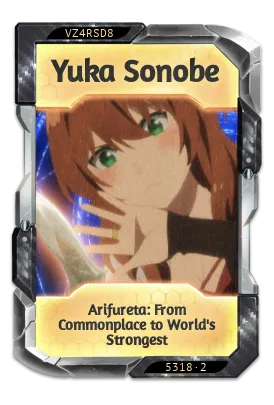 VZ4RSD8
Yuka Sonobe
Arifureta: From
Commonplace to World's
Strongest
5318·2